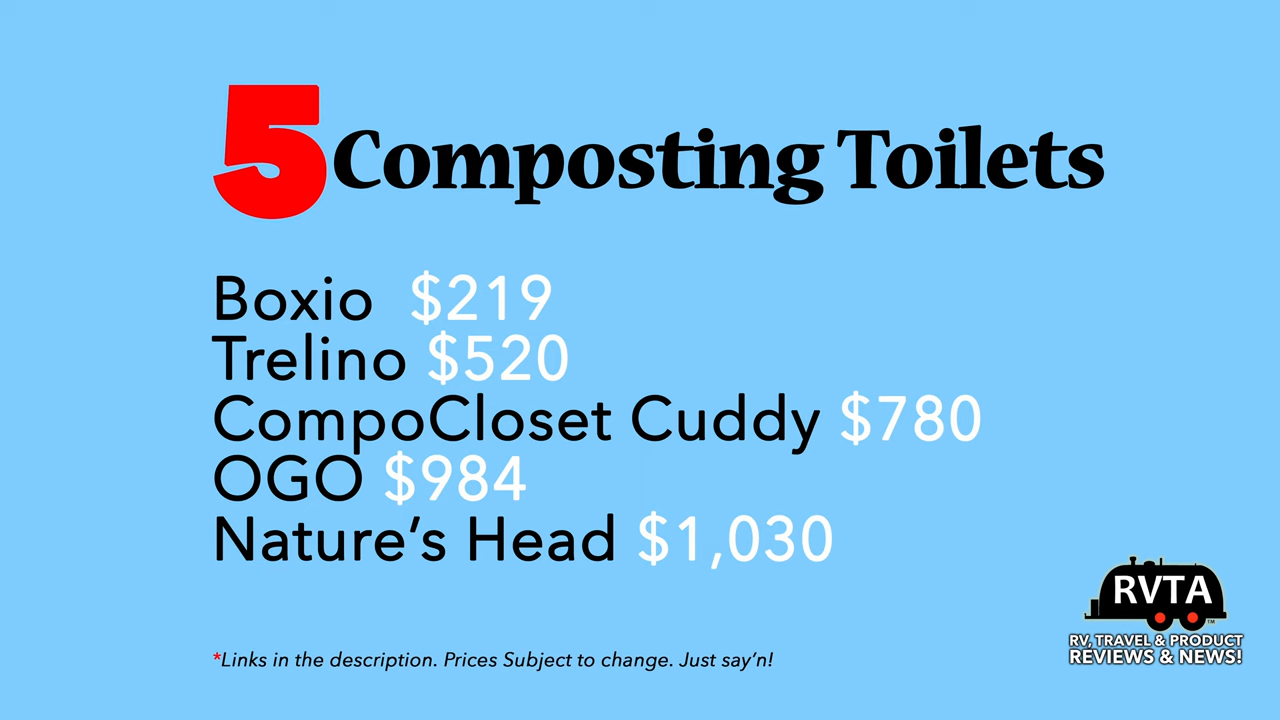 5 Composting Toilets
Boxio $219
Trelino $520
CompoCloset Cuddy $780
OGO $984
Nature’s Head $1,030
*Links in the description. Prices Subject to change. Just say’n!
RVTA
TM
RV, TRAVEL & PRODUCT
REVIEWS & NEWS!